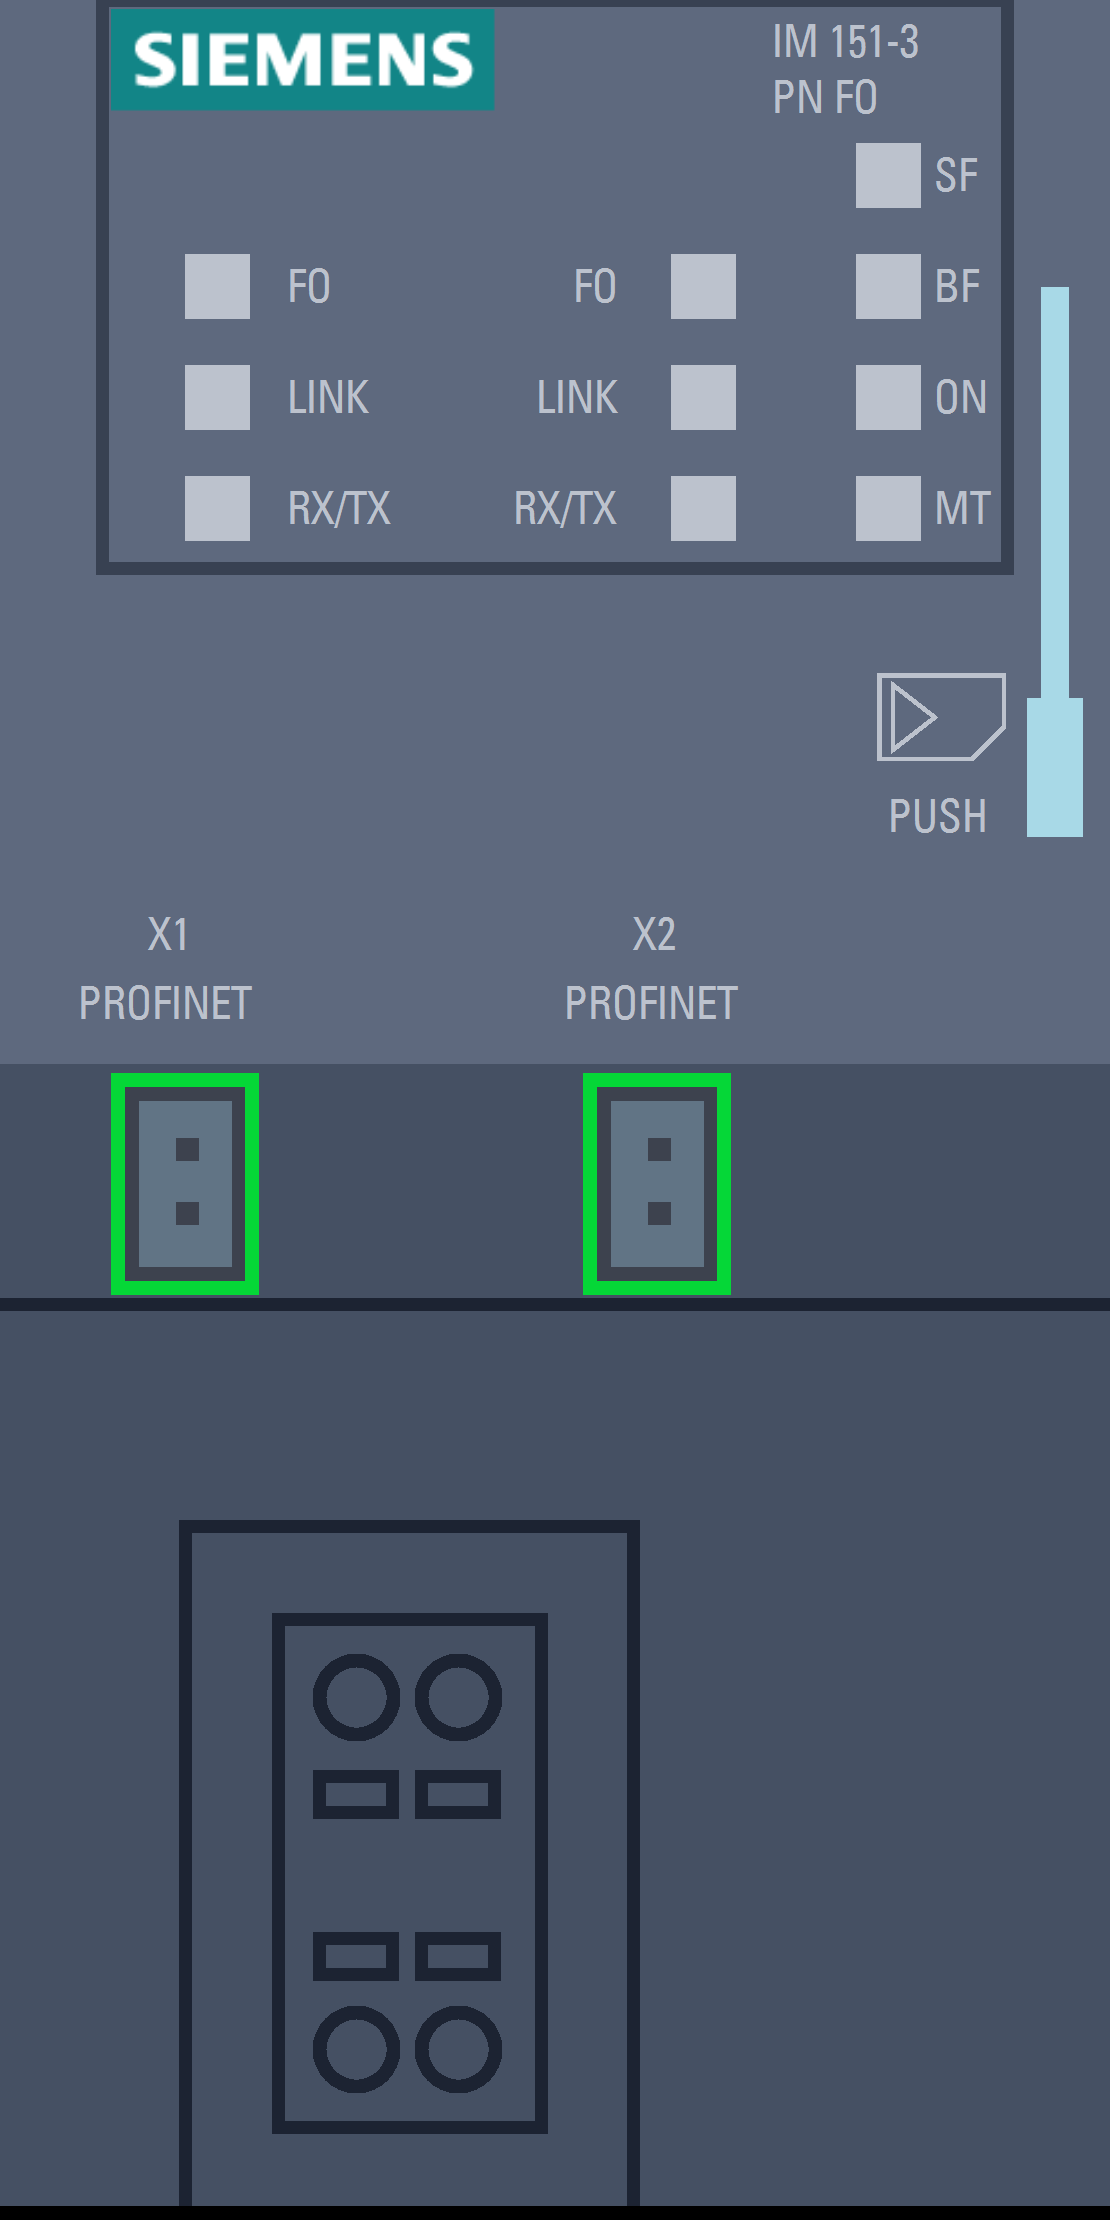 SIEMENS
IM 151-3
PN FO
SF
FO FO BF
LINK LINK ON
RX/TX RX/TX MT
PUSH
X1 X2
PROFINET PROFINET